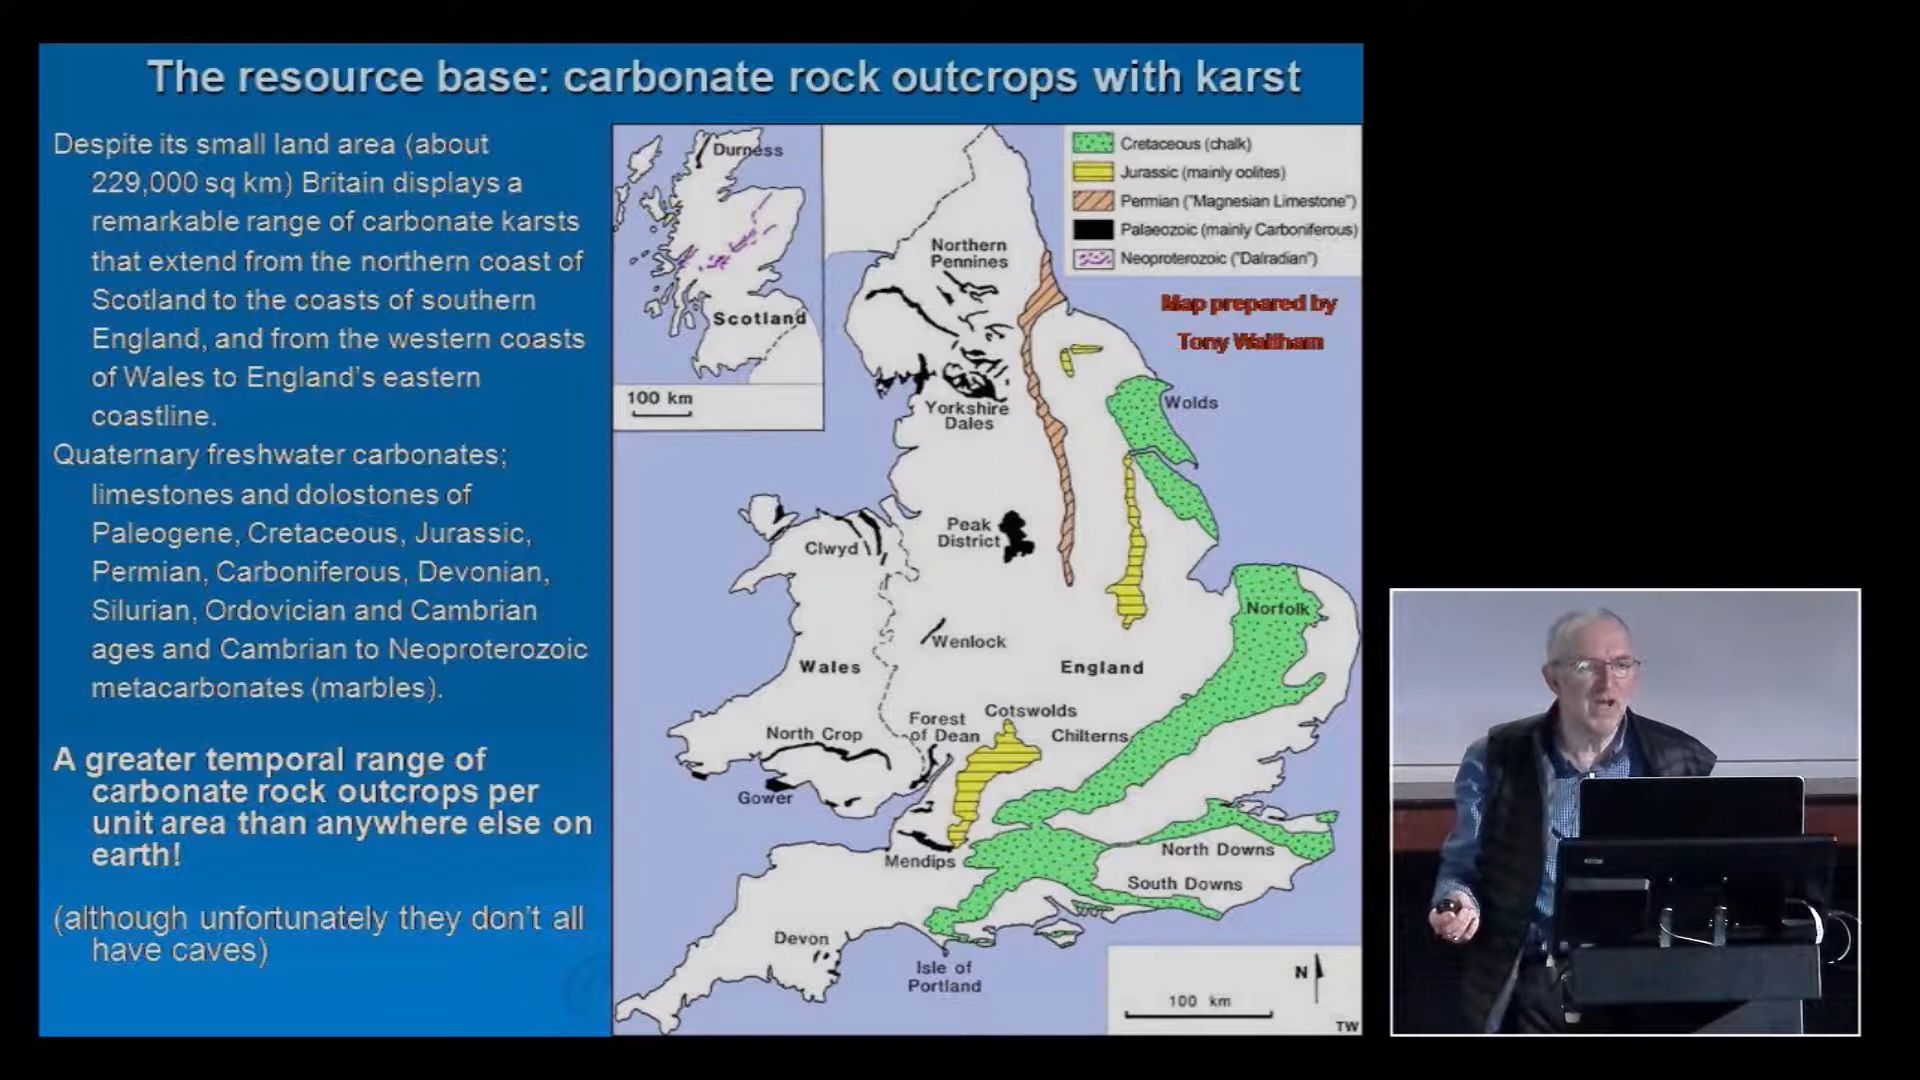 The resource base: carbonate rock outcrops with karst
Despite its small land area (about
229,000 sq km) Britain displays a
remarkable range of carbonate karsts
that extend from the northern coast of
Scotland to the coasts of southern
England, and from the western coasts
of Wales to England's eastern
coastline.
Quaternary freshwater carbonates;
limestones and dolostones of
Paleogene, Cretaceous, Jurassic,
Permian, Carboniferous, Devonian,
Silurian, Ordovician and Cambrian
ages and Cambrian to Neoproterozoic
metacarbonates (marbles).
A greater temporal range of
carbonate rock outcrops per
unit area than anywhere else on
earth!
(although unfortunately they don't all
have caves)
Durness
Scotland
100 km
Cretaceous (chalk)
Jurassic (mainly oolites)
Permian ("Magnesian Limestone")
Palaeozoic (mainly Carboniferous)
Neoproterozoic ("Dalradian")
Map prepared by
Tony Waltham
Northern
Pennines
Yorkshire
Dales
Wolds
Peak
District
Clwyd
Norfolk
Wenlock
Wales
England
Cotswolds
Forest
of Dean
North Crop
Chilterns
Gower
Mendips
North Downs
South Downs
Devon
Isle of
Portland
N
100 km
TW